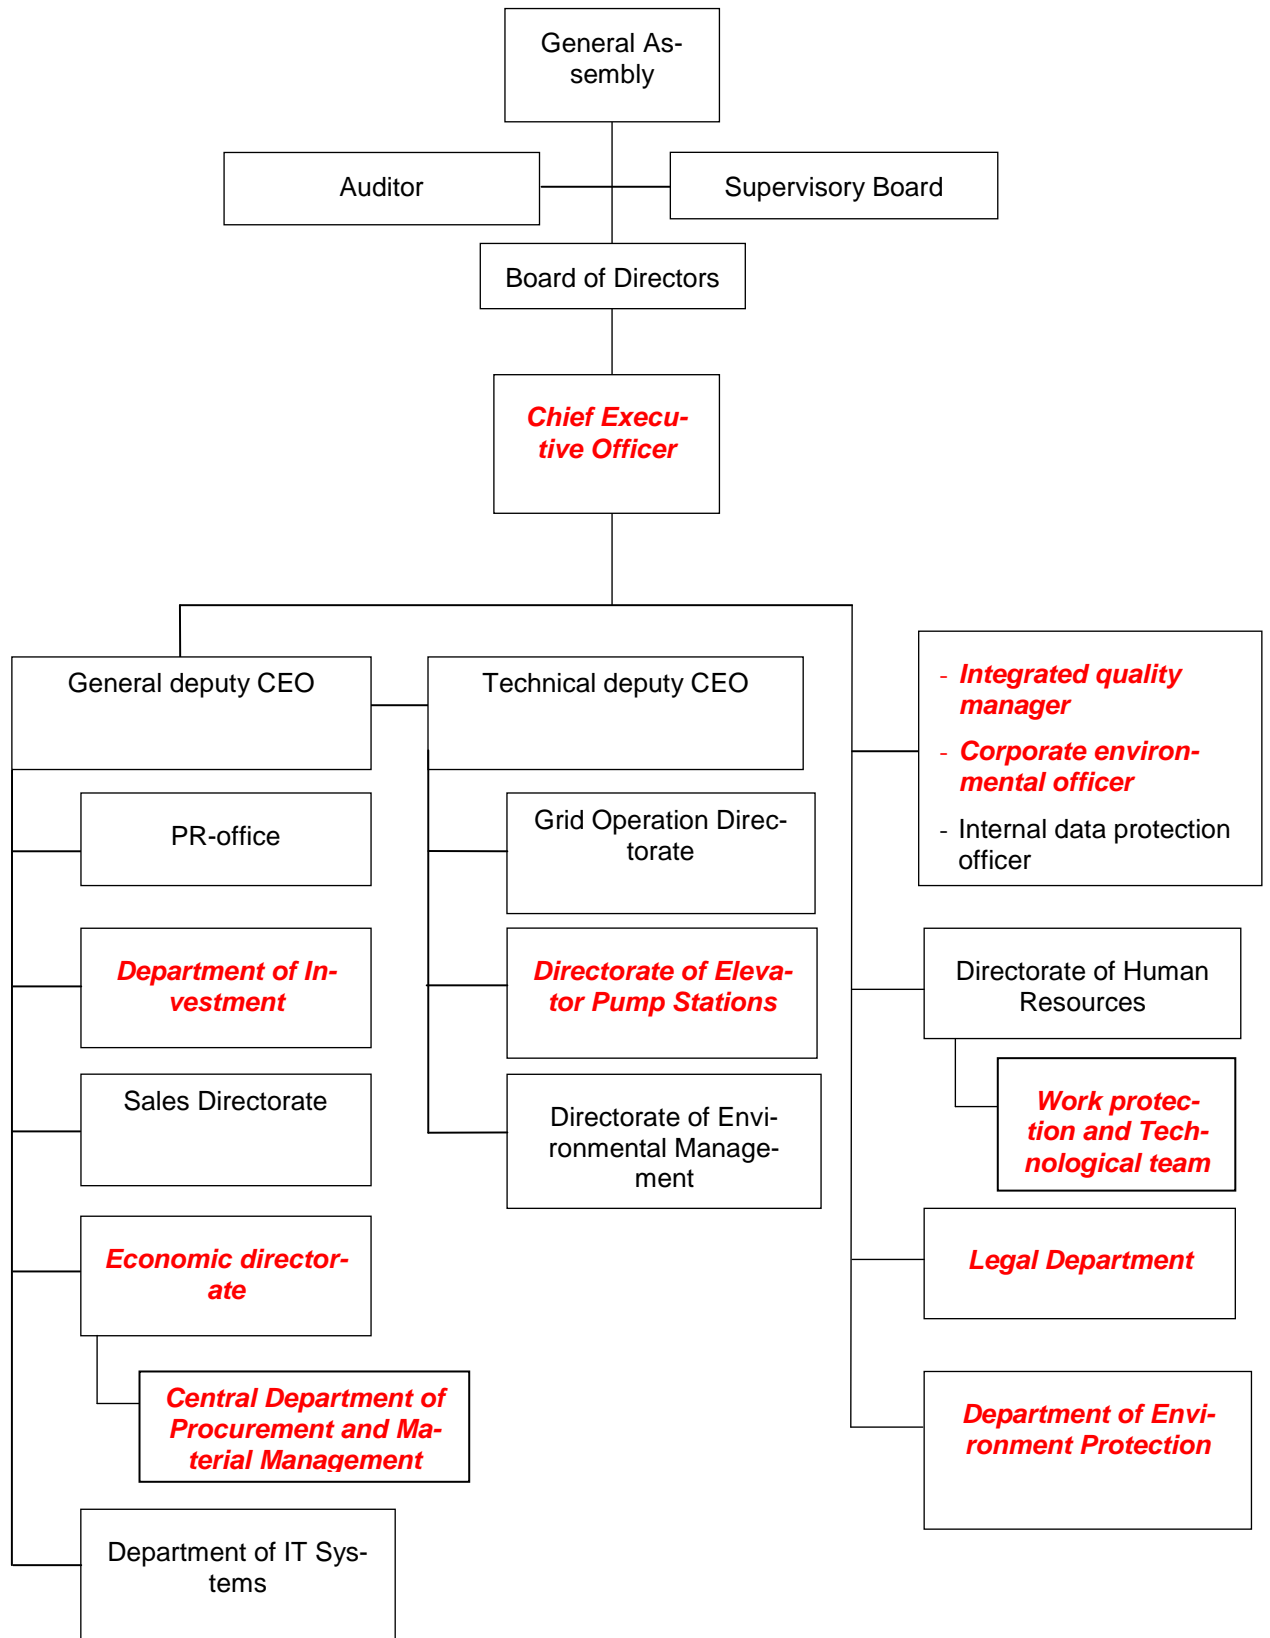 General As-
sembly
Auditor
Supervisory Board
Board of Directors
Chief Execu-
tive Officer
General deputy CEO
Technical deputy CEO
- Integrated quality
manager
- Corporate environ-
mental officer
- Internal data protection
officer
PR-office
Grid Operation Direc-
torate
Department of In-
vestment
Directorate of Eleva-
tor Pump Stations
Directorate of Human
Resources
Sales Directorate
Directorate of Envi-
ronmental Manage-
ment
Work protec-
tion and Tech-
nological team
Economic director-
ate
Legal Department
Central Department of
Procurement and Ma-
terial Management
Department of Envi-
ronment Protection
Department of IT Sys-
tems